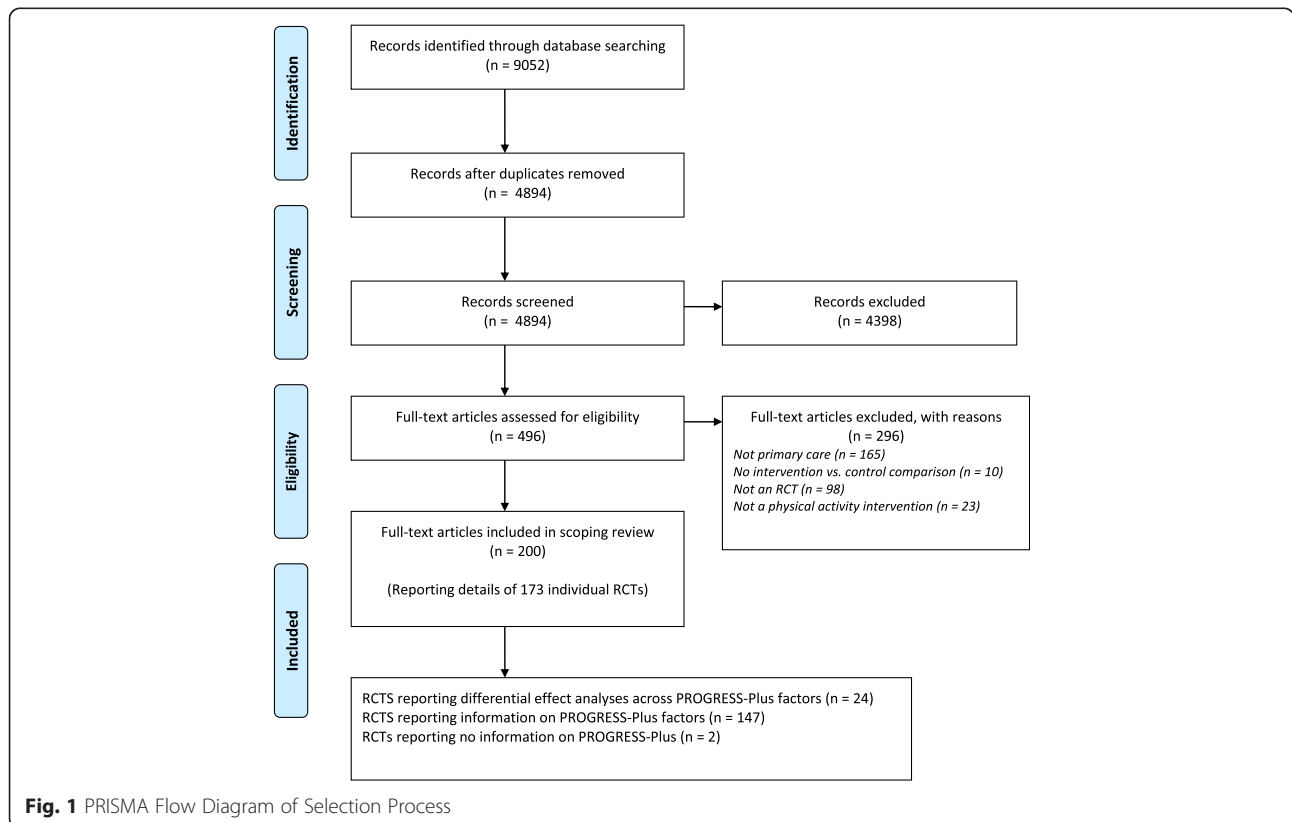 Identification
Records identified through database searching
(n = 9052)
Records after duplicates removed
(n = 4894)
Screening
Records screened
(n = 4894)
Records excluded
(n = 4398)
Eligibility
Full-text articles assessed for eligibility
(n = 496)
Full-text articles excluded, with reasons
(n = 296)
Not primary care (n = 165)
No intervention vs. control comparison (n = 10)
Not an RCT (n = 98)
Not a physical activity intervention (n = 23)
Full-text articles included in scoping review
(n = 200)
(Reporting details of 173 individual RCTs)
Included
RCTS reporting differential effect analyses across PROGRESS-Plus factors (n = 24)
RCTS reporting information on PROGRESS-Plus factors (n = 147)
RCTs reporting no information on PROGRESS-Plus (n = 2)
Fig. 1 PRISMA Flow Diagram of Selection Process